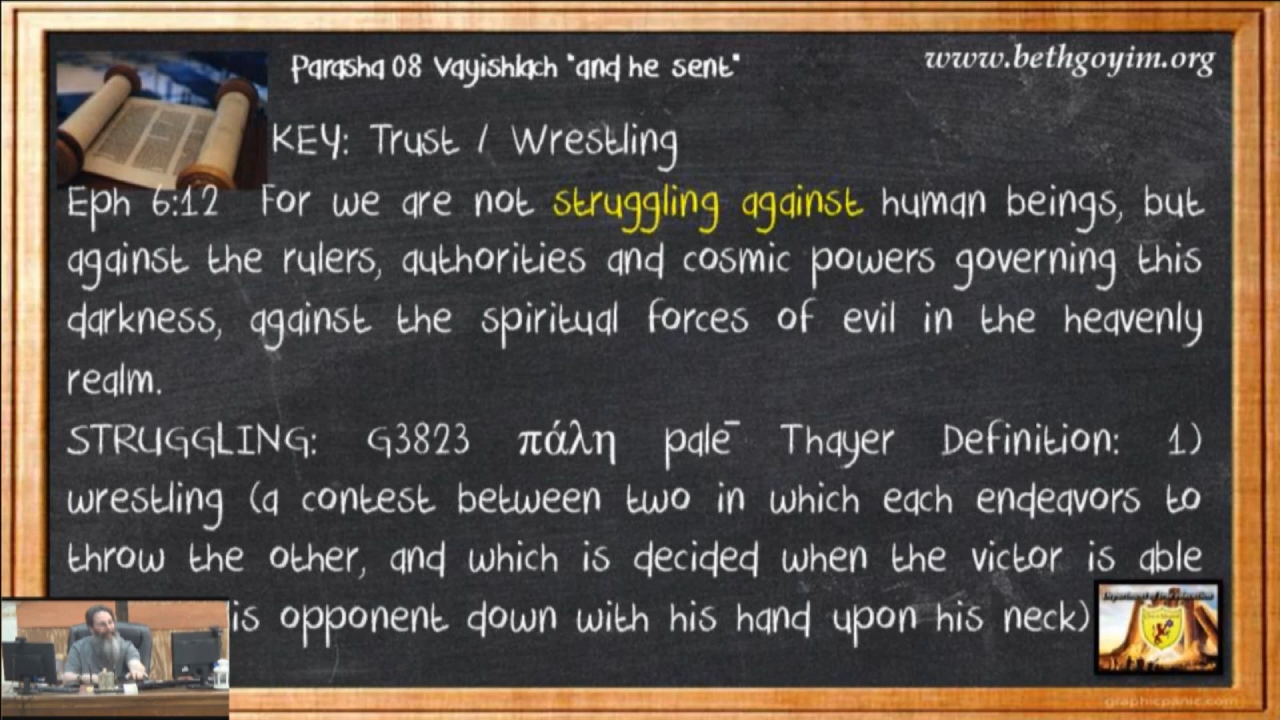 Parasha 08 Vayishlach "and he sent"
www.bethgoyim.org
KEY: Trust / Wrestling
Eph 6:12 For we are not struggling against human beings, but
against the rulers, authorities and cosmic powers governing this
darkness, against the spiritual forces of evil in the heavenly
realm.
STRUGGLING: G3823 πάλη palē Thayer Definition: 1)
wrestling (a contest between two in which each endeavors to
throw the other, and which is decided when the victor is able
is opponent down with his hand upon his neck)
graphicpanic.com